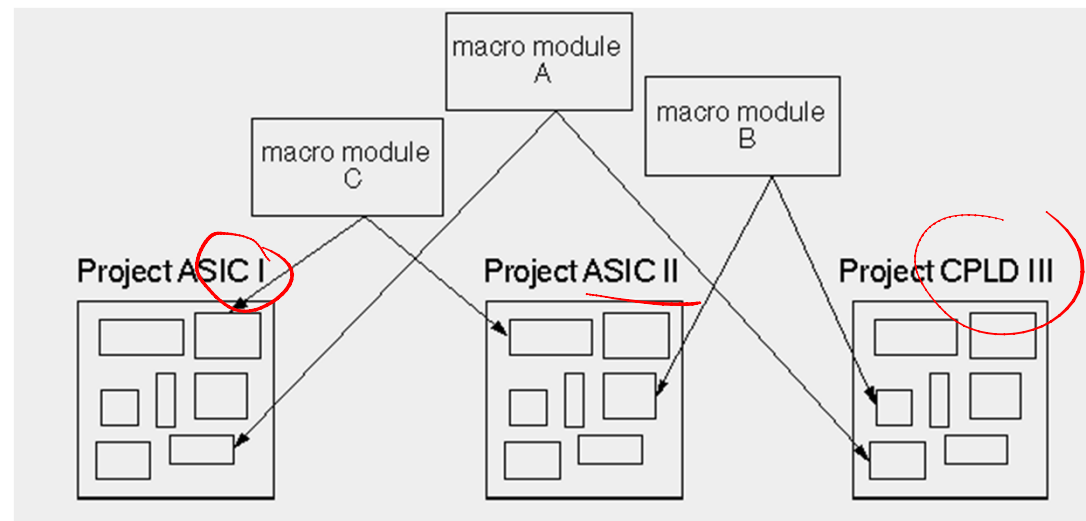 macro module
A
macro module
B
macro module
C
Project ASIC I
Project ASIC II
Project CPLD III